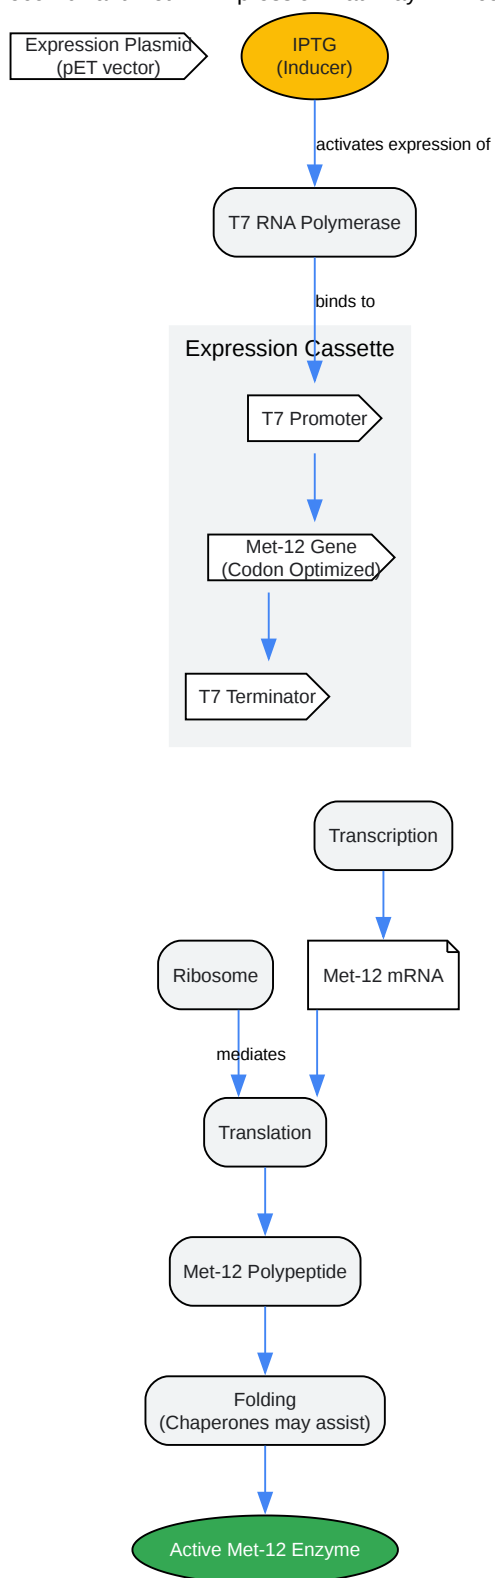 Expression Plasmid
(pET vector)
IPTG
(Inducer)
activates expression of
T7 RNA Polymerase
binds to
Expression Cassette
T7 Promoter
Met-12 Gene
(Codon Optimized)
T7 Terminator
Transcription
Ribosome
Met-12 mRNA
mediates
Translation
Met-12 Polypeptide
Folding
(Chaperones may assist)
Active Met-12 Enzyme